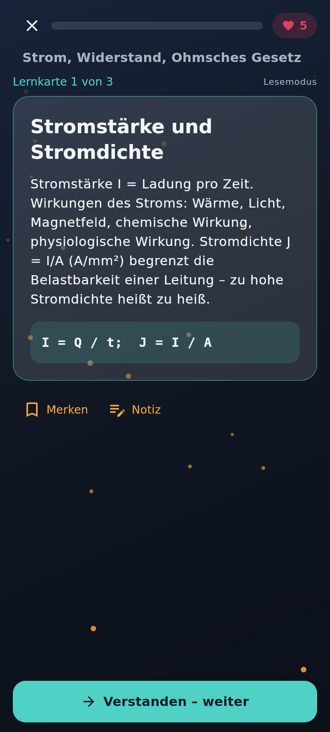 5
Strom, Widerstand, Ohmsches Gesetz
Lernkarte 1 von 3
Lesemodus
Stromstärke und
Stromdichte
Stromstärke I = Ladung pro Zeit.
Wirkungen des Stroms: Wärme, Licht,
Magnetfeld, chemische Wirkung,
physiologische Wirkung. Stromdichte J
= I/A (A/mm²) begrenzt die
Belastbarkeit einer Leitung – zu hohe
Stromdichte heißt zu heiß.
I = Q / t;  J = I / A
Merken
Notiz
Verstanden – weiter